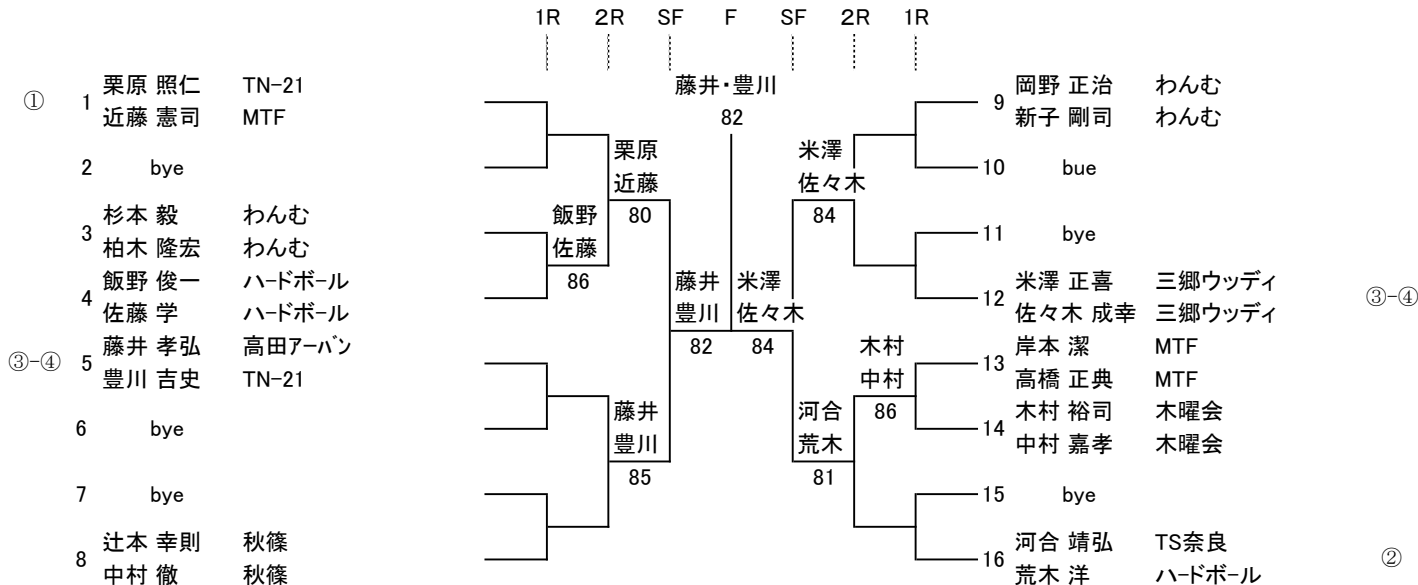 1R 2R SF F SF 2R 1R
藤井・豊川
82
① 1 栗原 照仁 TN-21
近藤 憲司 MTF
2 bye
3 杉本 毅 わんむ
柏木 隆宏 わんむ
4 飯野 俊一 ハードボール
佐藤 学 ハードボール
③-④ 5 藤井 孝弘 高田アーバン
豊川 吉史 TN-21
6 bye
7 bye
8 辻本 幸則 秋篠
中村 徹 秋篠
飯野
佐藤
86
栗原
近藤
80
藤井
豊川
85
藤井
豊川
82
米澤
佐々木
84
米澤
佐々木
84
河合
荒木
81
木村
中村
86
9 岡野 正治 わんむ
新子 剛司 わんむ
10 bue
11 bye
12 米澤 正喜 三郷ウッディ
佐々木 成幸 三郷ウッディ
③-④
13 岸本 潔 MTF
高橋 正典 MTF
14 木村 裕司 木曜会
中村 嘉孝 木曜会
15 bye
16 河合 靖弘 TS奈良
荒木 洋 ハードボール
②